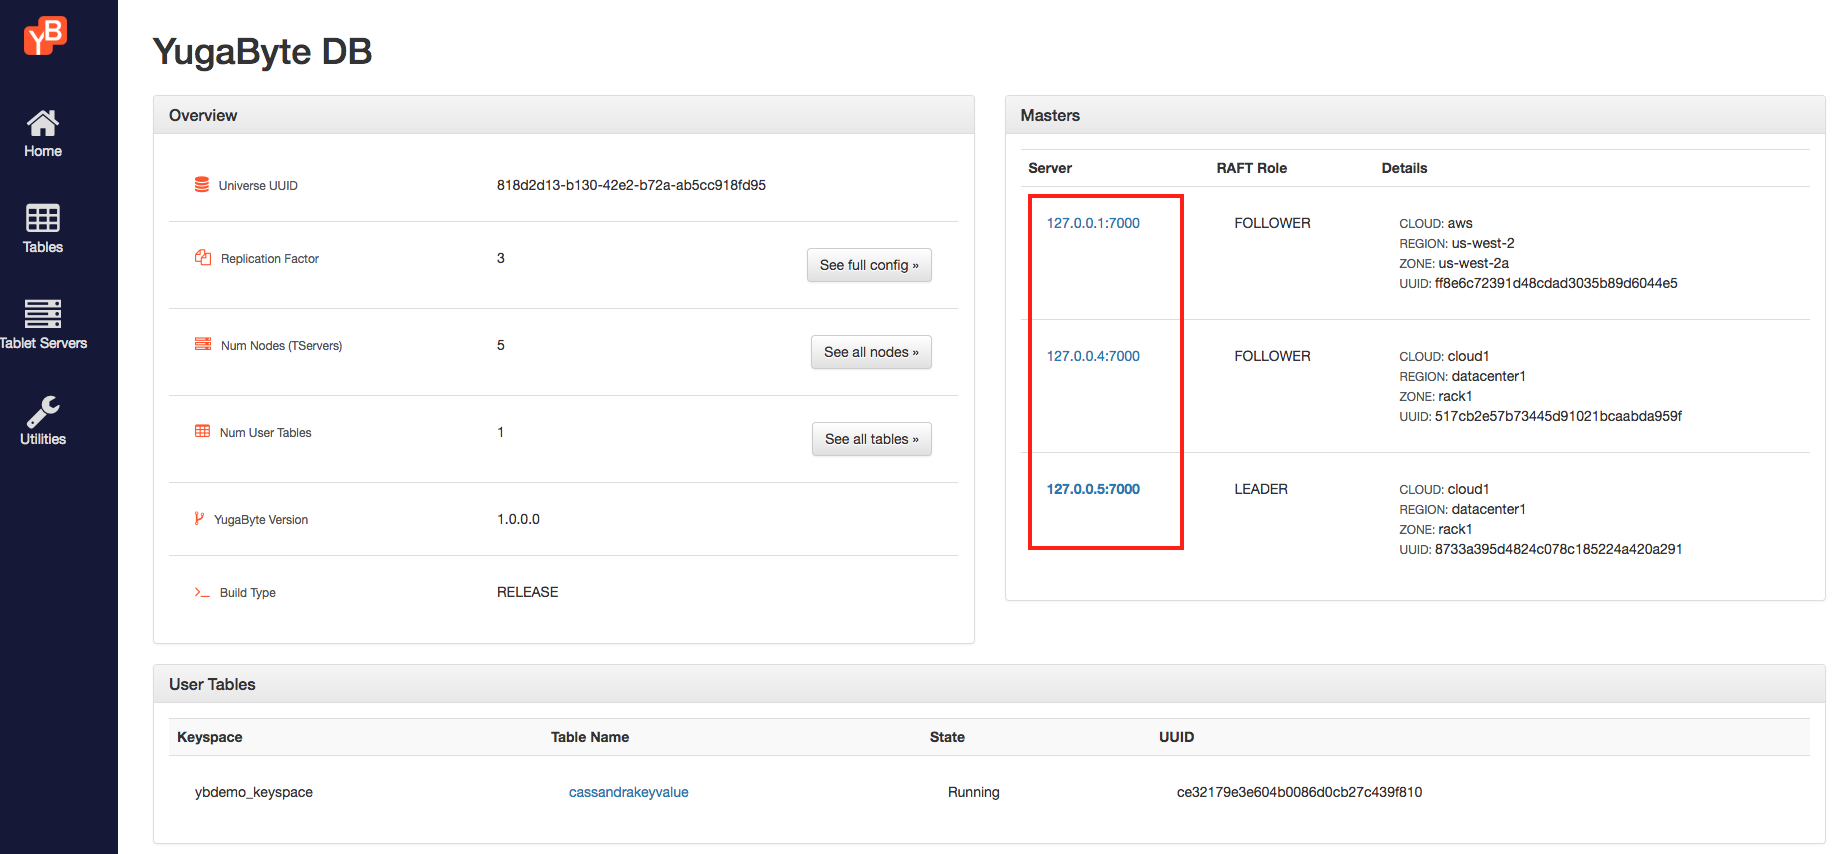 YB
Home
Tables
Tablet Servers
Utilities
YugaByte DB
Overview
Universe UUID 818d2d13-b130-42e2-b72a-ab5cc918fd95
Replication Factor 3 See full config »
Num Nodes (TServers) 5 See all nodes »
Num User Tables 1 See all tables »
YugaByte Version 1.0.0.0
Build Type RELEASE
Masters
Server RAFT Role Details
127.0.0.1:7000 FOLLOWER CLOUD: aws
REGION: us-west-2
ZONE: us-west-2a
UUID: ff8e6c72391d48cdad3035b89d6044e5
127.0.0.4:7000 FOLLOWER CLOUD: cloud1
REGION: datacenter1
ZONE: rack1
UUID: 517cb2e57b73445d91021bcaabda959f
127.0.0.5:7000 LEADER CLOUD: cloud1
REGION: datacenter1
ZONE: rack1
UUID: 8733a395d4824c078c185224a420a291
User Tables
Keyspace Table Name State UUID
ybdemo_keyspace cassandrakeyvalue Running ce32179e3e604b0086d0cb27c439f810